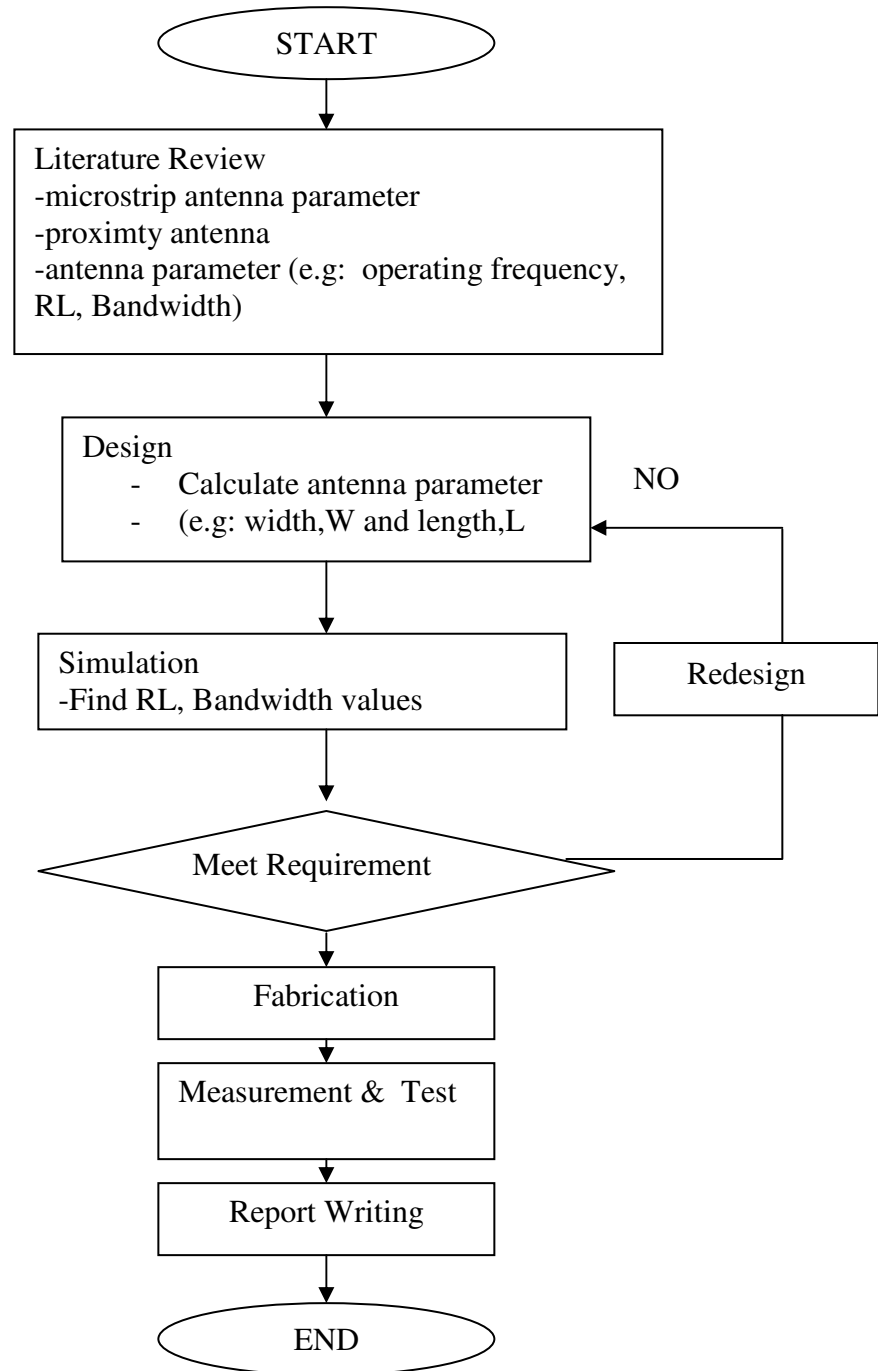 START
Literature Review
-microstrip antenna parameter
-proximty antenna
-antenna parameter (e.g:  operating frequency,
RL, Bandwidth)
Design
- Calculate antenna parameter
- (e.g: width,W and length,L
NO
Simulation
-Find RL, Bandwidth values
Redesign
Meet Requirement
Fabrication
Measurement &  Test
Report Writing
END